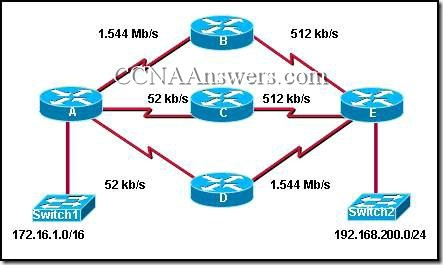 1.544 Mb/s
B
512 kb/s
CCNAAnswers.com
A
52 kb/s
C
512 kb/s
E
52 kb/s
D
1.544 Mb/s
Switch1
Switch2
172.16.1.0/16
192.168.200.0/24